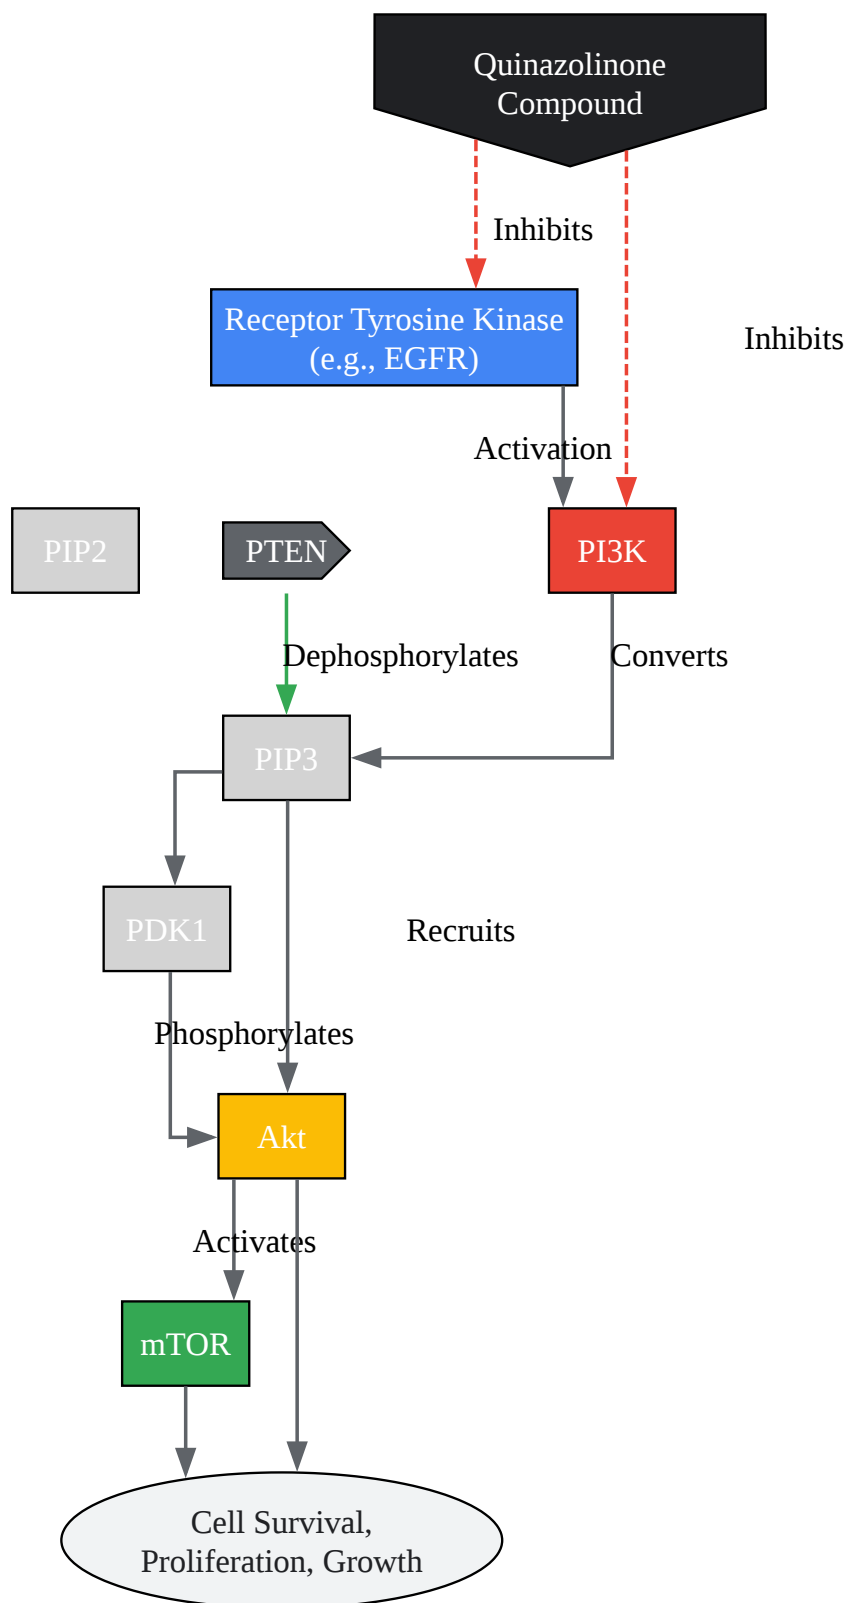 Quinazolinone
Compound
Inhibits
Receptor Tyrosine Kinase
(e.g., EGFR)
Inhibits
Activation
PIP2
PTEN
PI3K
Dephosphorylates
Converts
PIP3
PDK1
Recruits
Phosphorylates
Akt
Activates
mTOR
Cell Survival,
Proliferation, Growth